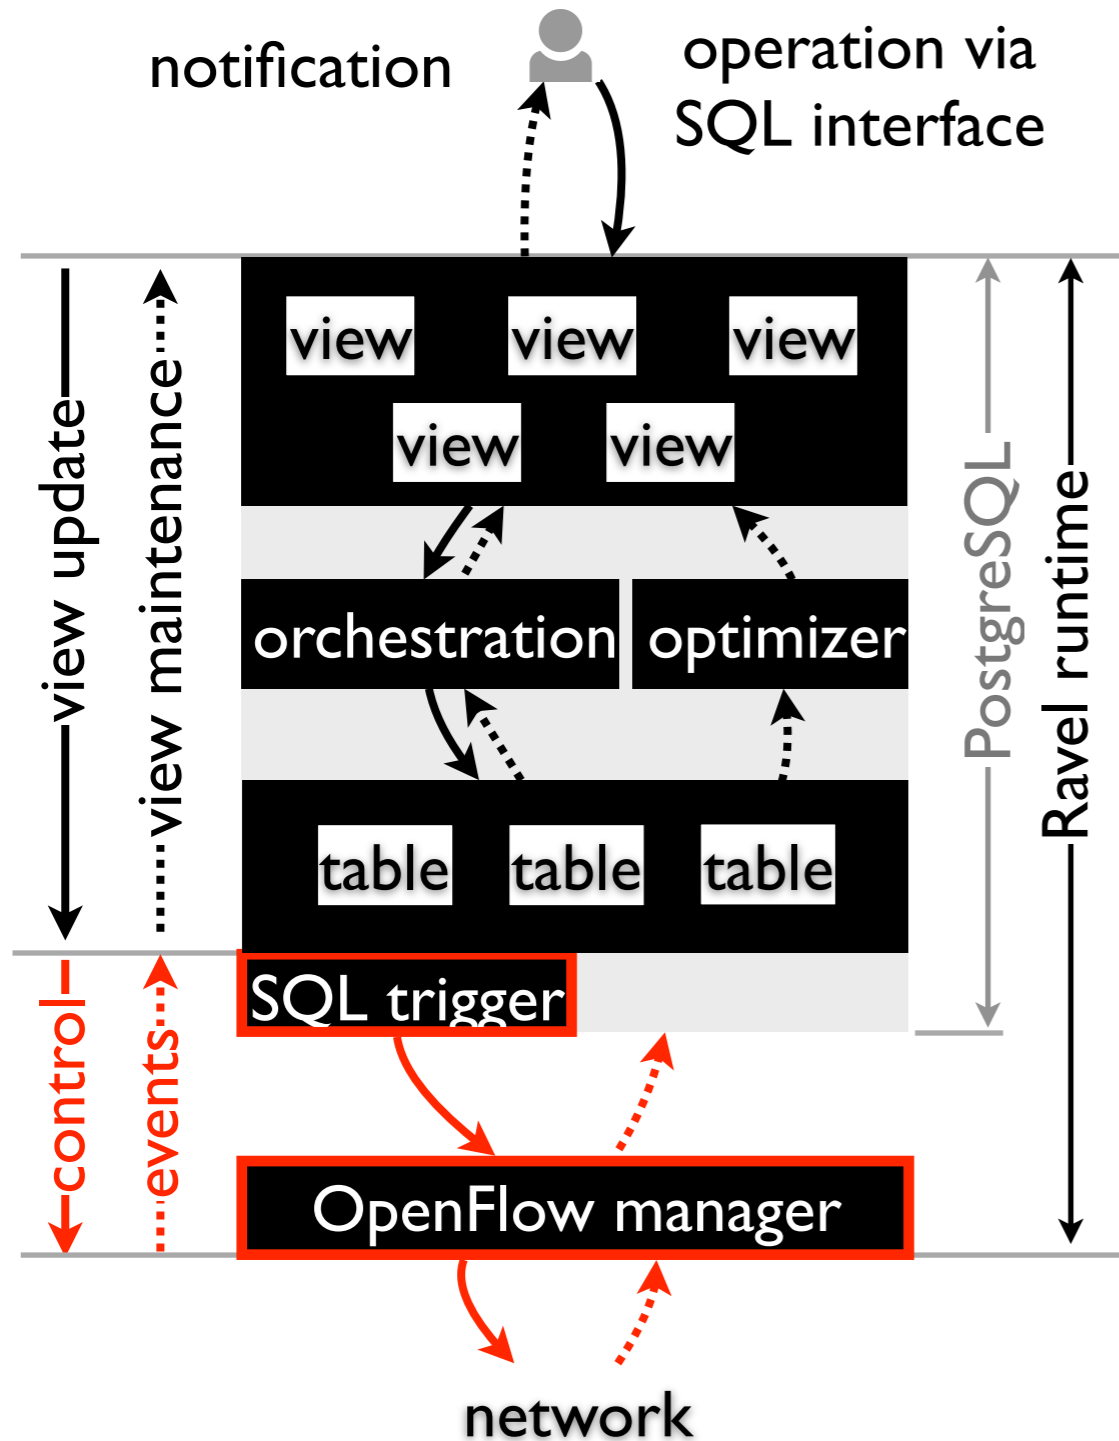 notification
operation via
SQL interface
view view view
view view
orchestration optimizer
table table table
SQL trigger
OpenFlow manager
network
view update
view maintenance
control
events
PostgreSQL
Ravel runtime